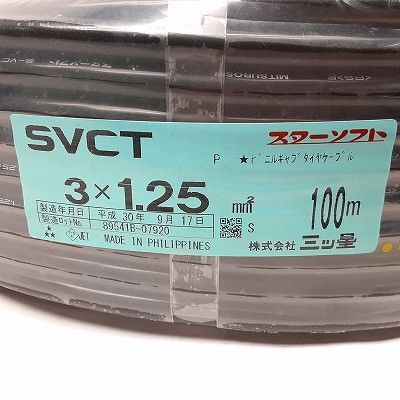 SVCT
スターソフト
P ★ビニルキャブタイヤケーブル
3×1.25 mm² 100m
製造年月日 平成 30年 9月17日
製造ロットNo. 89541B-07920
S
JET MADE IN PHILIPPINES
株式会社 三ッ星